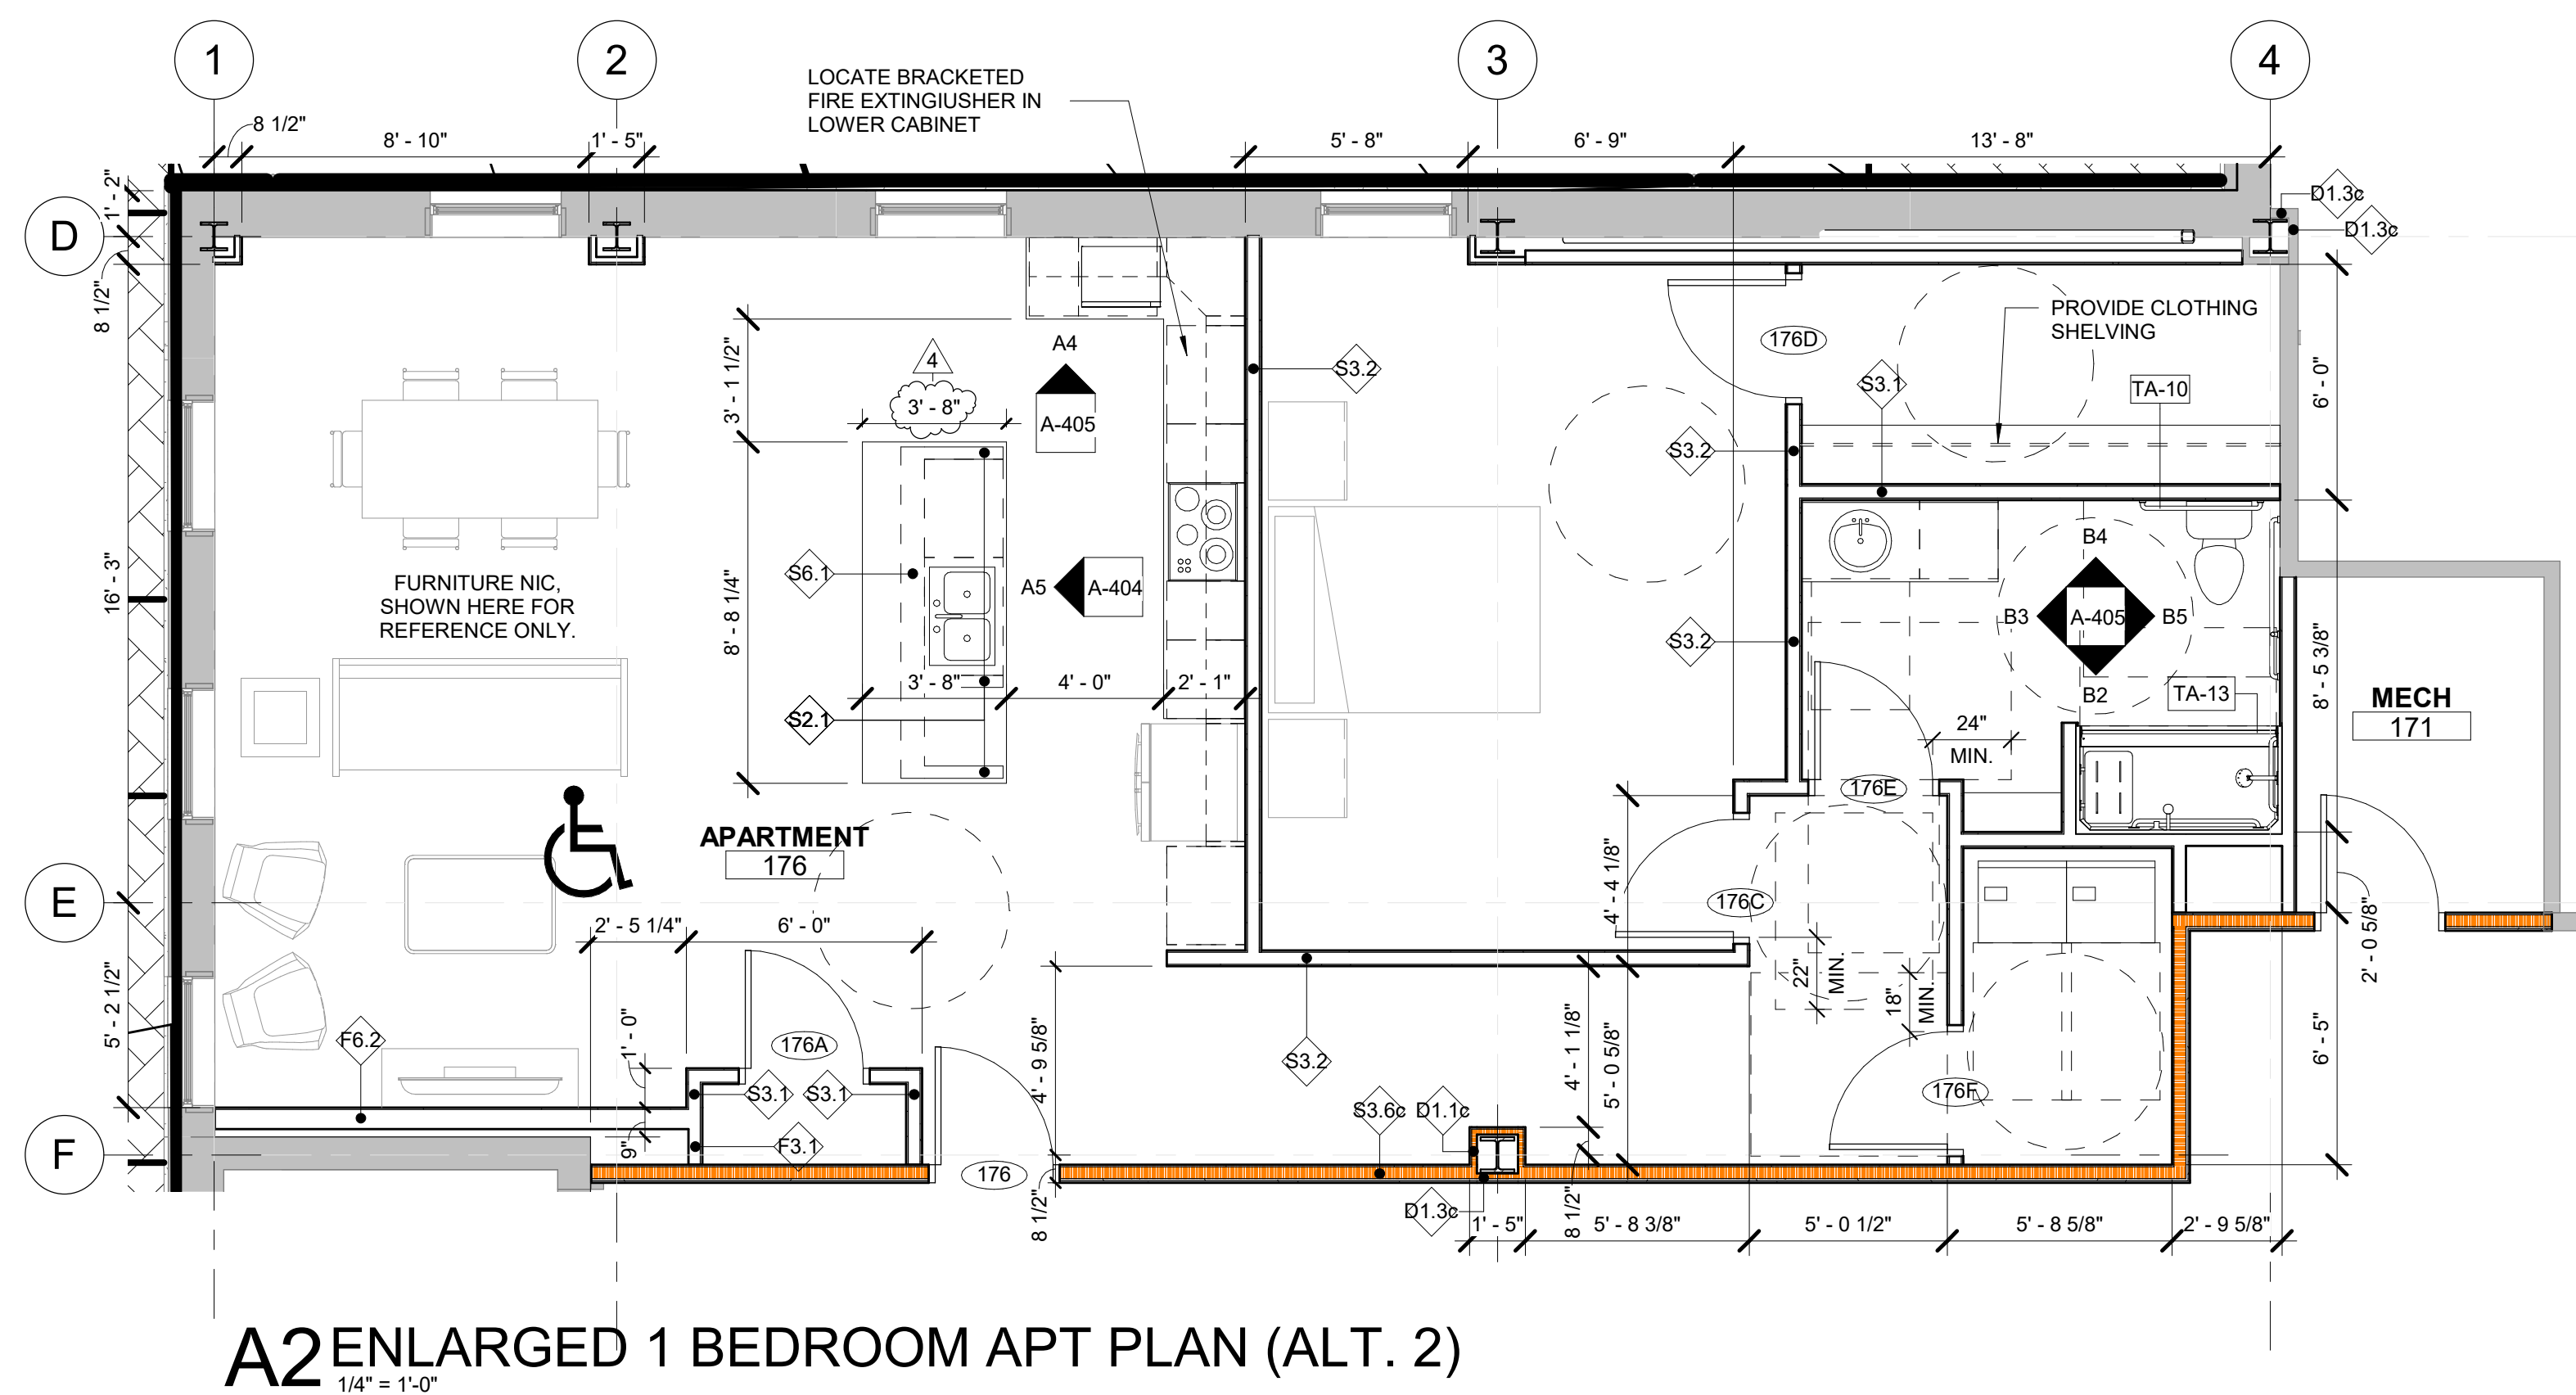 1
2
3
4
LOCATE BRACKETED
FIRE EXTINGIUSHER IN
LOWER CABINET
8 1/2"
8' - 10"
1' - 5"
5' - 8"
6' - 9"
13' - 8"
1' - 2"
D
8 1/2"
D1.3c
D1.3c
PROVIDE CLOTHING
SHELVING
176D
A4
A-405
4
3' - 8"
3' - 1 1/2"
S3.2
S3.1
TA-10
6' - 0"
S3.2
16' - 3"
FURNITURE NIC,
SHOWN HERE FOR
REFERENCE ONLY.
S6.1
8' - 8 1/4"
A5
A-404
B4
B3
A-405
B5
B2
S3.2
3' - 8"
4' - 0"
2' - 1"
S2.1
TA-13
24"
MIN.
8' - 5 3/8"
MECH
171
176E
APARTMENT
176
E
4' - 4 1/8"
176C
2' - 5 1/4"
6' - 0"
2' - 0 5/8"
22"
MIN.
18"
MIN.
5' - 2 1/2"
F6.2
1' - 0"
176A
S3.1
S3.1
4' - 9 5/8"
S3.2
4' - 1 1/8"
5' - 0 5/8"
6' - 5"
176F
S3.6c
D1.1c
F
9"
F3.1
176
8 1/2"
D1.3c
1' - 5"
8 1/2"
5' - 8 3/8"
5' - 0 1/2"
5' - 8 5/8"
2' - 9 5/8"
A2
ENLARGED 1 BEDROOM APT PLAN (ALT. 2)
1/4" = 1'-0"